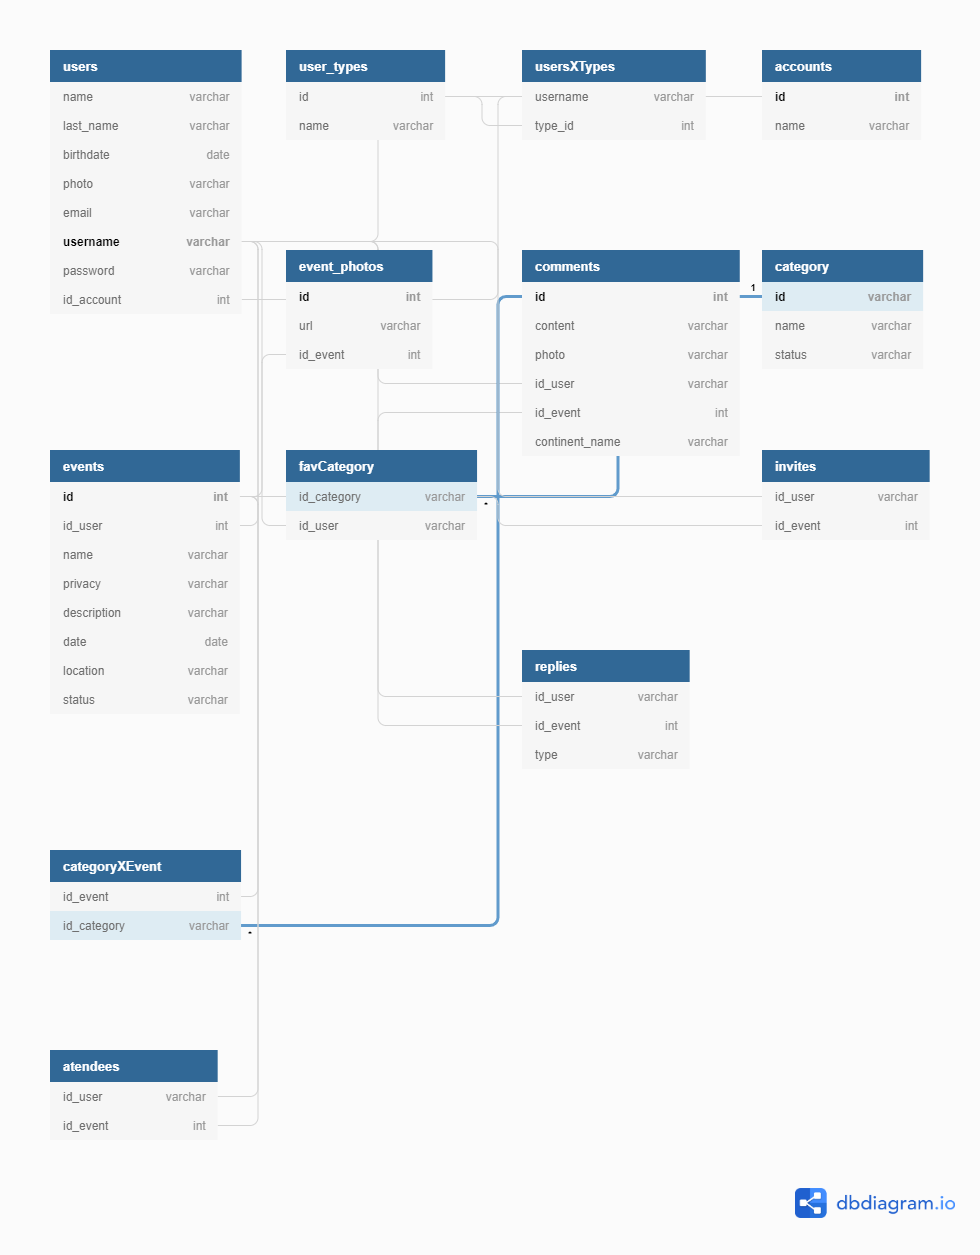 users
name varchar
last_name varchar
birthdate date
photo varchar
email varchar
username varchar
password varchar
id_account int
user_types
id int
name varchar
usersXTypes
username varchar
type_id int
accounts
id int
name varchar
event_photos
id int
url varchar
id_event int
comments
id int
content varchar
photo varchar
id_user varchar
id_event int
continent_name varchar
1
category
id varchar
name varchar
status varchar
events
id int
id_user int
name varchar
privacy varchar
description varchar
date date
location varchar
status varchar
favCategory
id_category varchar
id_user varchar
*
invites
id_user varchar
id_event int
replies
id_user varchar
id_event int
type varchar
categoryXEvent
id_event int
id_category varchar
*
atendees
id_user varchar
id_event int
dbdiagram.io